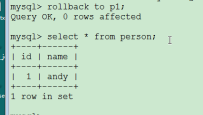 mysql> rollback to p1;
Query OK, 0 rows affected
mysql> select * from person;
+----+------+
| id | name |
+----+------+
| 1 | andy |
+----+------+
1 row in set